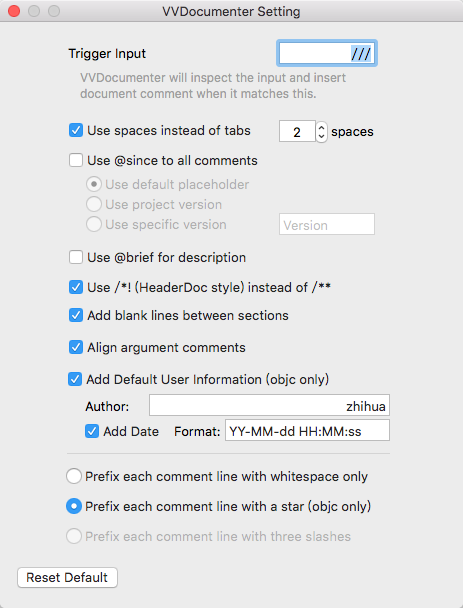 VVDocumenter Setting
Trigger Input ///
VVDocumenter will inspect the input and insert
document comment when it matches this.
Use spaces instead of tabs 2 spaces
Use @since to all comments
Use default placeholder
Use project version
Use specific version Version
Use @brief for description
Use /*! (HeaderDoc style) instead of /**
Add blank lines between sections
Align argument comments
Add Default User Information (objc only)
Author: zhihua
Add Date Format: YY-MM-dd HH:MM:ss
Prefix each comment line with whitespace only
Prefix each comment line with a star (objc only)
Prefix each comment line with three slashes
Reset Default